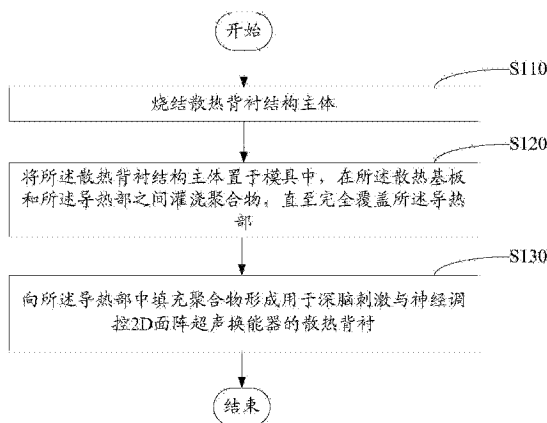 开始
S110
烧结散热背衬结构主体
S120
将所述散热背衬结构主体置于模具中，在所述散热基板
和所述导热部之间灌浇聚合物，直至完全覆盖所述导热
部
S130
向所述导热部中填充聚合物形成用于深脑刺激与神经调
控2D面阵超声换能器的散热背衬
结束